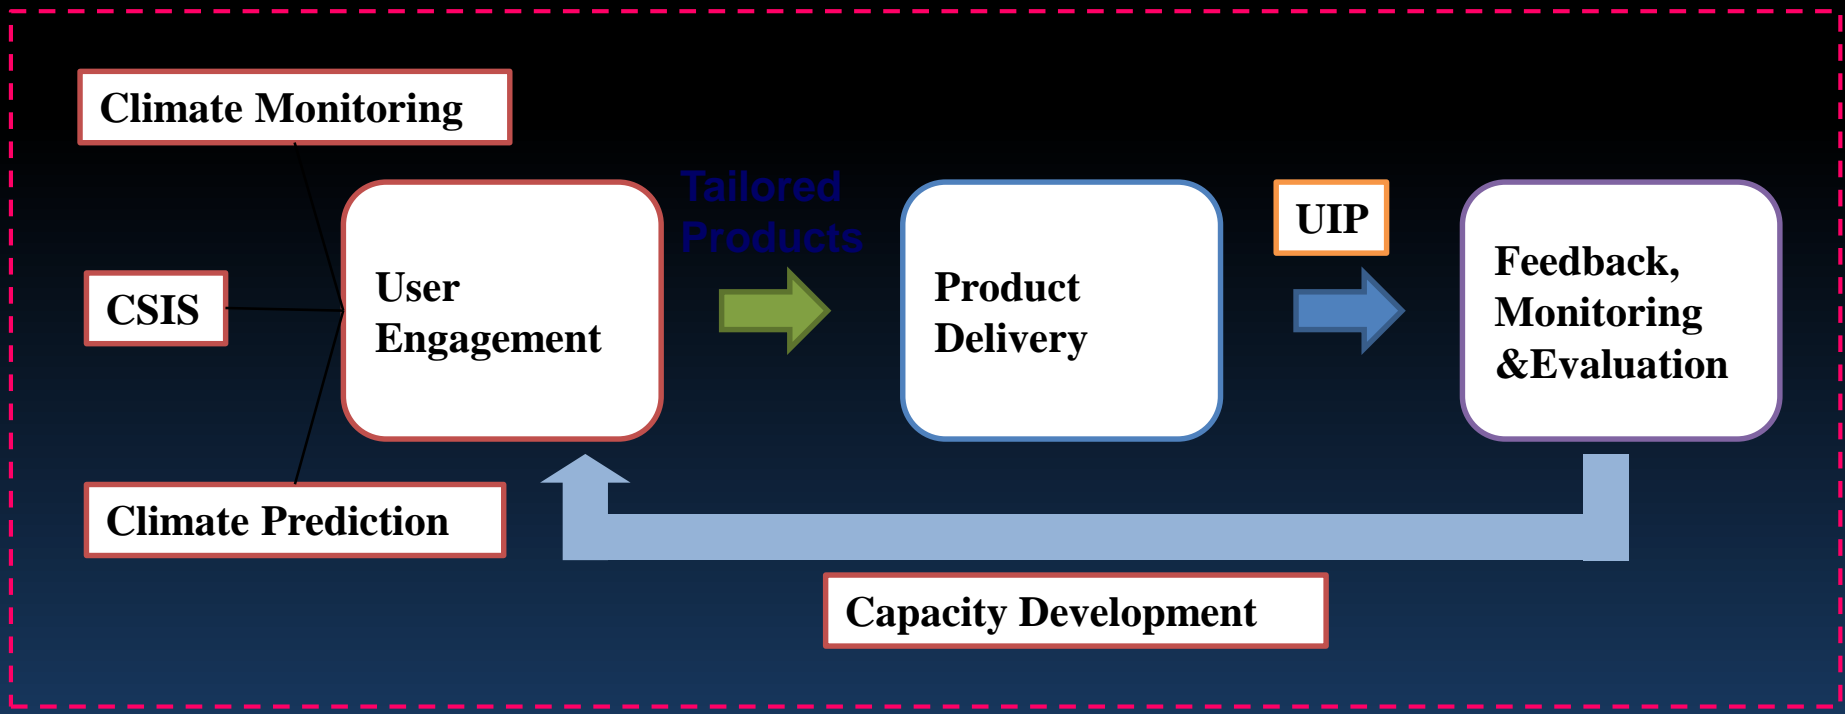 Climate Monitoring
Tailored
Products
UIP
CSIS
User
Engagement
Product
Delivery
Feedback,
Monitoring
&Evaluation
Climate Prediction
Capacity Development